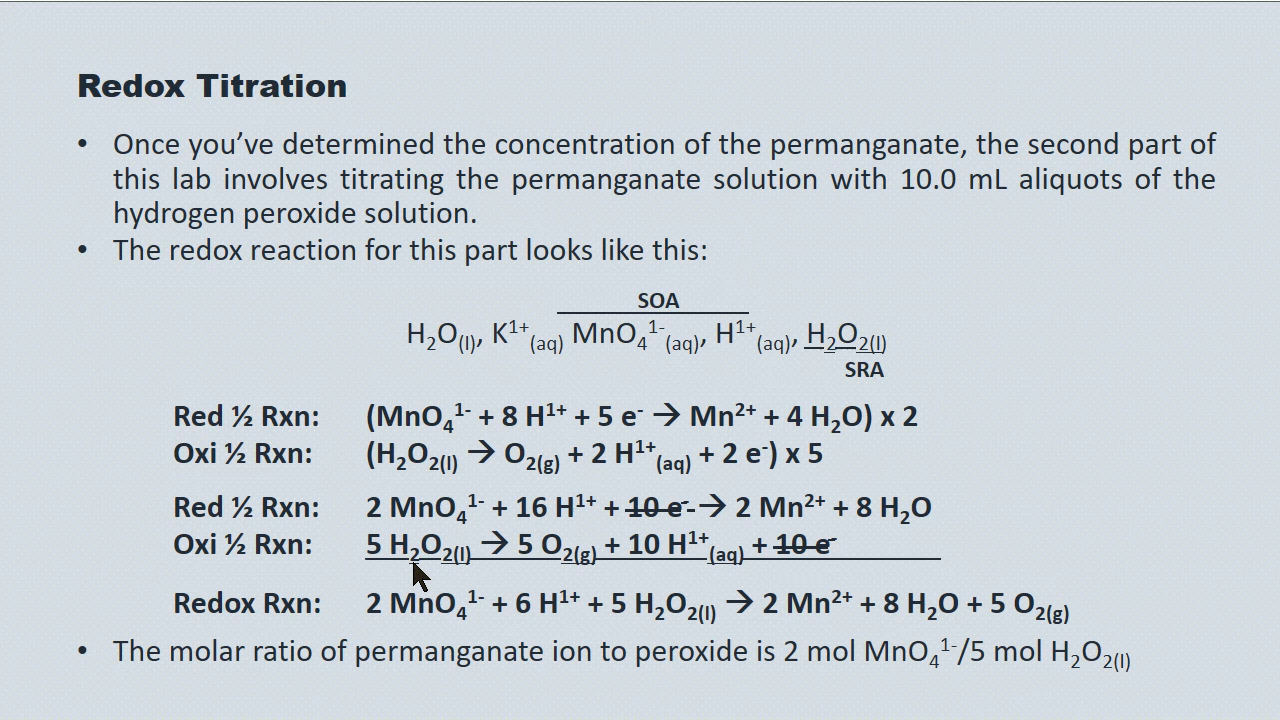 Redox Titration
• Once you’ve determined the concentration of the permanganate, the second part of
this lab involves titrating the permanganate solution with 10.0 mL aliquots of the
hydrogen peroxide solution.
• The redox reaction for this part looks like this:
SOA
H₂O₍ₗ₎, K¹⁺(aq) MnO₄¹⁻(aq), H¹⁺(aq), H₂O₂(l)
SRA
Red ½ Rxn: (MnO₄¹⁻ + 8 H¹⁺ + 5 e⁻ → Mn²⁺ + 4 H₂O) x 2
Oxi ½ Rxn: (H₂O₂(l) → O₂(g) + 2 H¹⁺(aq) + 2 e⁻) x 5
Red ½ Rxn: 2 MnO₄¹⁻ + 16 H¹⁺ + 10 e⁻ → 2 Mn²⁺ + 8 H₂O
Oxi ½ Rxn: 5 H₂O₂(l) → 5 O₂(g) + 10 H¹⁺(aq) + 10 e⁻
Redox Rxn: 2 MnO₄¹⁻ + 6 H¹⁺ + 5 H₂O₂(l) → 2 Mn²⁺ + 8 H₂O + 5 O₂(g)
• The molar ratio of permanganate ion to peroxide is 2 mol MnO₄¹⁻/5 mol H₂O₂(l)